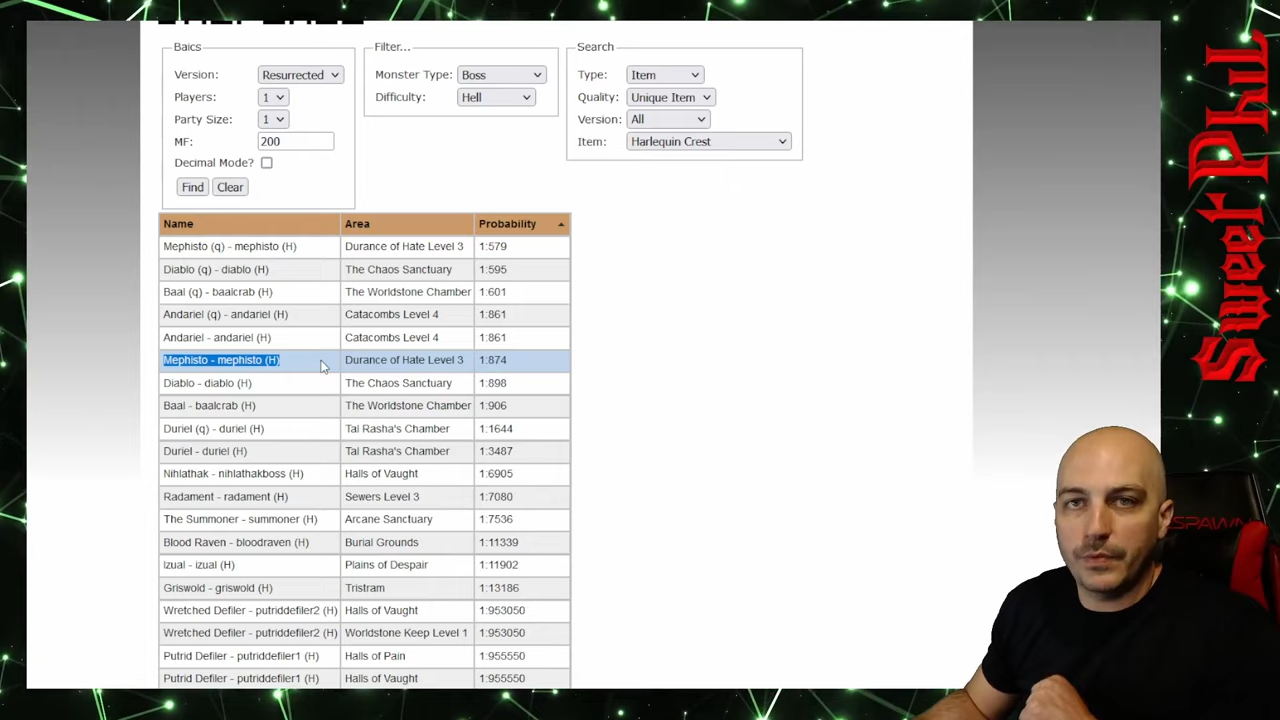 Baics
Version: Resurrected
Players: 1
Party Size: 1
MF: 200
Decimal Mode?
Find Clear
Filter...
Monster Type: Boss
Difficulty: Hell
Search
Type: Item
Quality: Unique Item
Version: All
Item: Harlequin Crest
Name Area Probability
Mephisto (q) - mephisto (H) Durance of Hate Level 3 1:579
Diablo (q) - diablo (H) The Chaos Sanctuary 1:595
Baal (q) - baalcrab (H) The Worldstone Chamber 1:601
Andariel (q) - andariel (H) Catacombs Level 4 1:861
Andariel - andariel (H) Catacombs Level 4 1:861
Mephisto - mephisto (H) Durance of Hate Level 3 1:874
Diablo - diablo (H) The Chaos Sanctuary 1:898
Baal - baalcrab (H) The Worldstone Chamber 1:906
Duriel (q) - duriel (H) Tal Rasha's Chamber 1:1644
Duriel - duriel (H) Tal Rasha's Chamber 1:3487
Nihlathak - nihlathakboss (H) Halls of Vaught 1:6905
Radament - radament (H) Sewers Level 3 1:7080
The Summoner - summoner (H) Arcane Sanctuary 1:7536
Blood Raven - bloodraven (H) Burial Grounds 1:11339
Izual - izual (H) Plains of Despair 1:11902
Griswold - griswold (H) Tristram 1:13186
Wretched Defiler - putriddefiler2 (H) Halls of Vaught 1:953050
Wretched Defiler - putriddefiler2 (H) Worldstone Keep Level 1 1:953050
Putrid Defiler - putriddefiler1 (H) Halls of Pain 1:955550
Putrid Defiler - putriddefiler1 (H) Halls of Vaught 1:955550
Sweet Phil
SPAWN